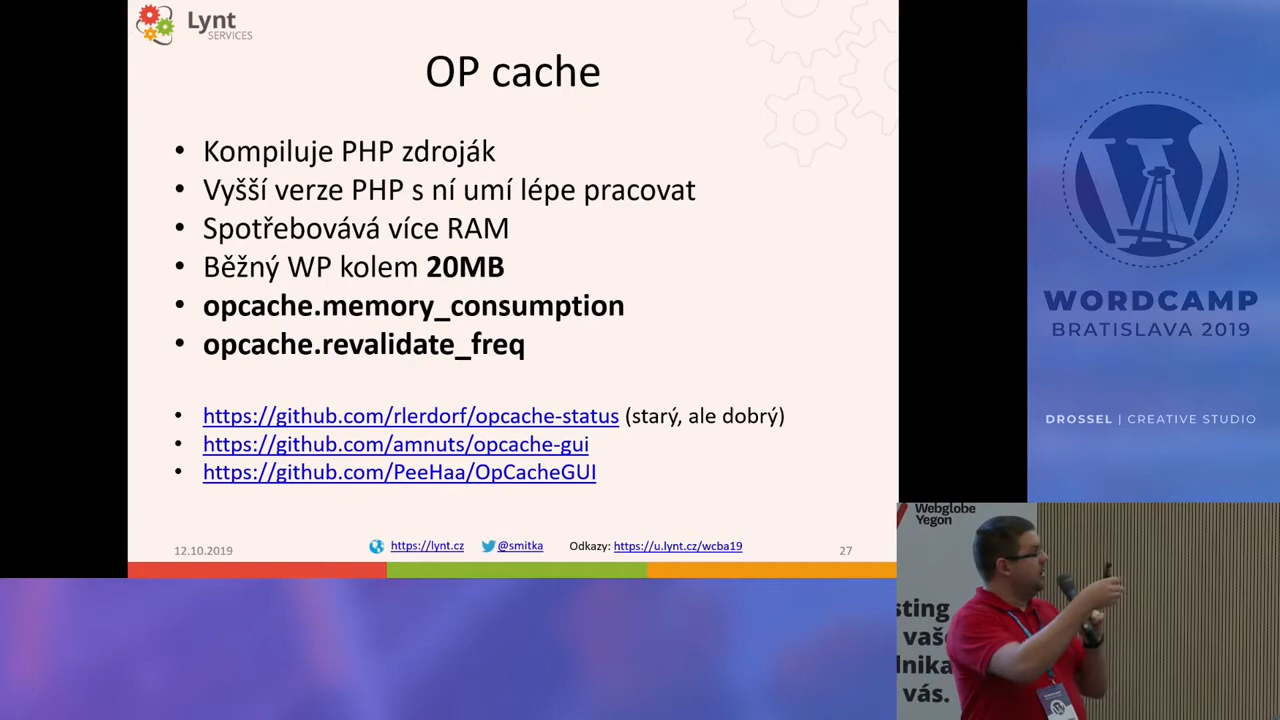 Lynt
SERVICES
OP cache
• Kompiluje PHP zdroják
• Vyšší verze PHP s ní umí lépe pracovat
• Spotřebovává více RAM
• Běžný WP kolem 20MB
• opcache.memory_consumption
• opcache.revalidate_freq
• https://github.com/rlerdorf/opcache-status (starý, ale dobrý)
• https://github.com/amnuts/opcache-gui
• https://github.com/PeeHaa/OpCacheGUI
12.10.2019
https://lynt.cz
@smitka
Odkazy: https://u.lynt.cz/wcba19
27
WORDCAMP
BRATISLAVA 2019
DROSSEL | CREATIVE STUDIO
Webglobe
Yegon
sting
vaše
lnika
vás.